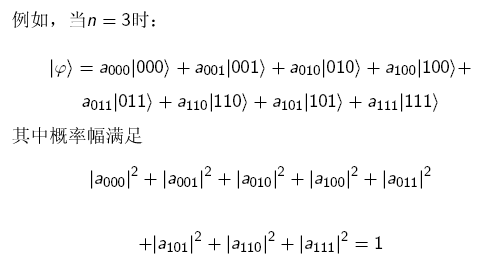 例如，当n = 3时：
|φ⟩ = a₀₀₀|000⟩ + a₀₀₁|001⟩ + a₀₁₀|010⟩ + a₁₀₀|100⟩+
a₀₁₁|011⟩ + a₁₁₀|110⟩ + a₁₀₁|101⟩ + a₁₁₁|111⟩
其中概率幅满足
|a₀₀₀|² + |a₀₀₁|² + |a₀₁₀|² + |a₁₀₀|² + |a₀₁₁|²
+|a₁₀₁|² + |a₁₁₀|² + |a₁₁₁|² = 1